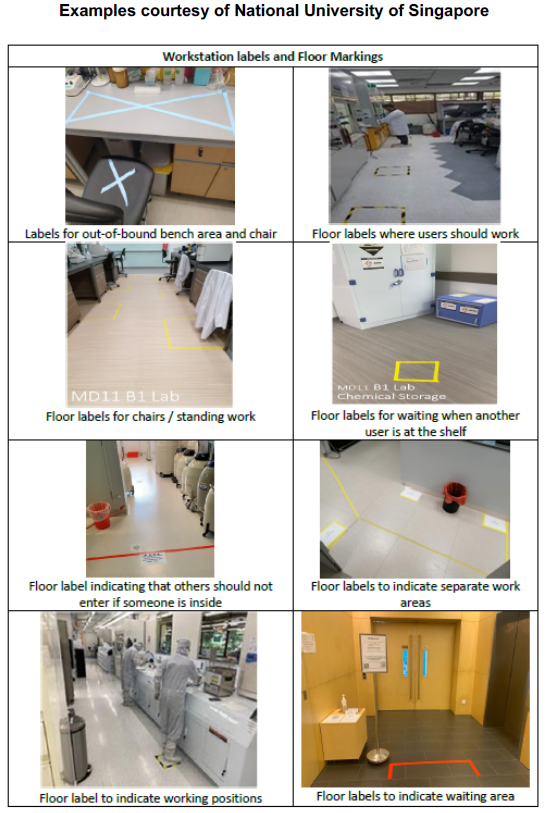 Examples courtesy of National University of Singapore
Workstation labels and Floor Markings
Labels for out-of-bound bench area and chair
Floor labels where users should work
MD11 B1 Lab
Floor labels for chairs / standing work
MD11 B1 Lab
Chemical Storage
Floor labels for waiting when another
user is at the shelf
Floor label indicating that others should not
enter if someone is inside
Floor labels to indicate separate work
areas
Floor label to indicate working positions
Floor labels to indicate waiting area